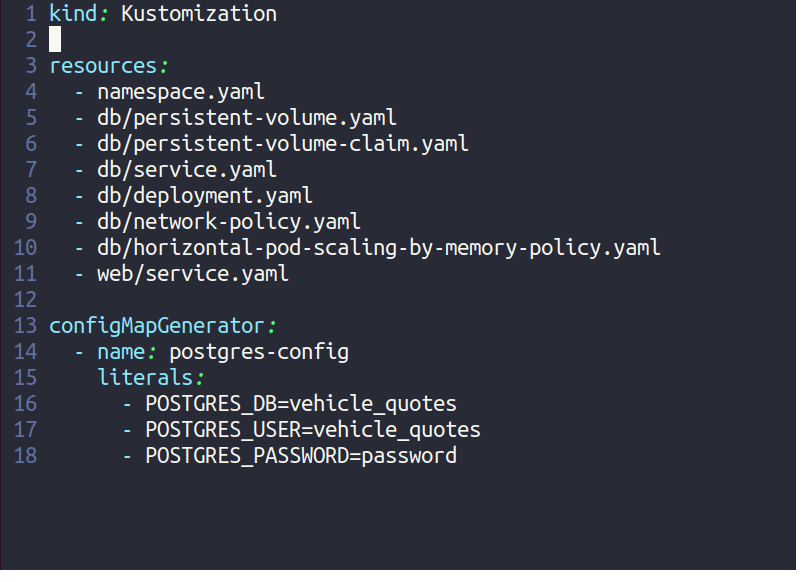 1 kind: Kustomization
2
3 resources:
4   - namespace.yaml
5   - db/persistent-volume.yaml
6   - db/persistent-volume-claim.yaml
7   - db/service.yaml
8   - db/deployment.yaml
9   - db/network-policy.yaml
10   - db/horizontal-pod-scaling-by-memory-policy.yaml
11   - web/service.yaml
12
13 configMapGenerator:
14   - name: postgres-config
15     literals:
16       - POSTGRES_DB=vehicle_quotes
17       - POSTGRES_USER=vehicle_quotes
18       - POSTGRES_PASSWORD=password